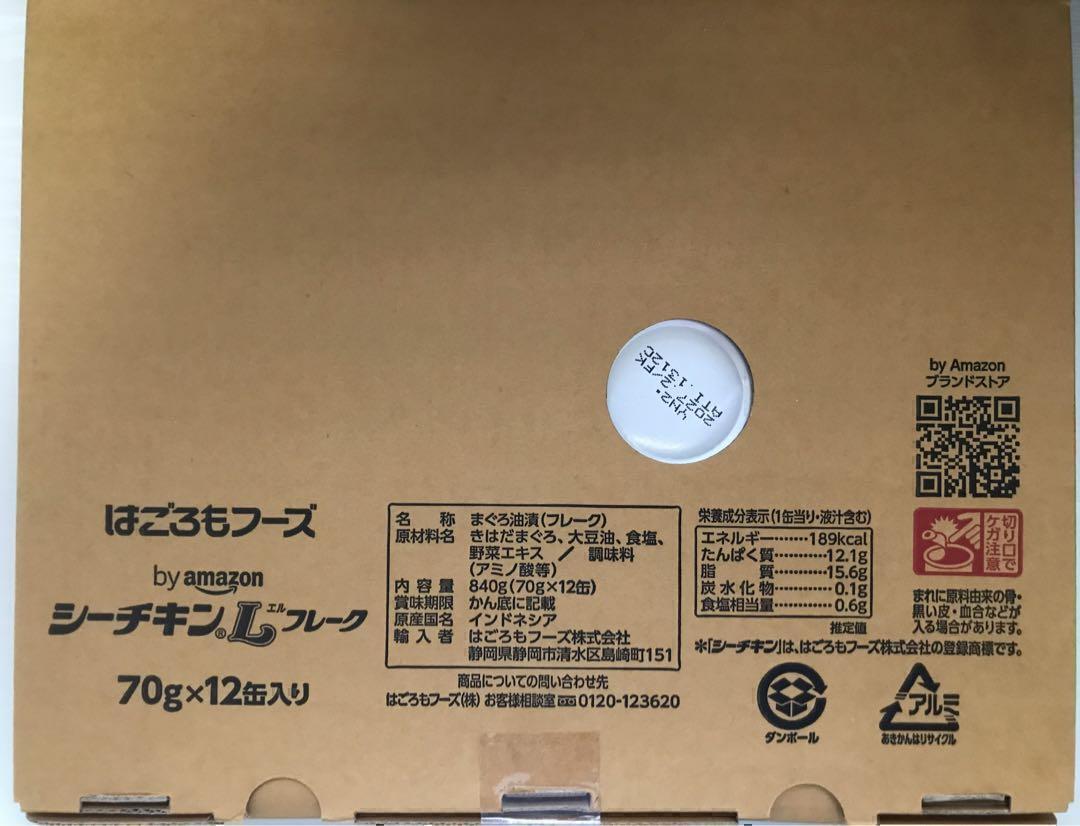 YW2. 2/FK
2027
ATI .1312C
by Amazon
ブランドストア
はごろもフーズ
by amazon
シーチキン®Lエルフレーク
70g×12缶入り
名称 まぐろ油漬(フレーク)
原材料名 きはだまぐろ、大豆油、食塩、
野菜エキス / 調味料
(アミノ酸等)
内容量 840g(70g×12缶)
賞味期限 かん底に記載
原産国名 インドネシア
輸入者 はごろもフーズ株式会社
静岡県静岡市清水区島崎町151
商品についての問い合わせ先
はごろもフーズ(株) お客様相談室 0120-123620
栄養成分表示(1缶当り・液汁含む)
エネルギー………189kcal
たんぱく質…………12.1g
脂質…………15.6g
炭水化物…………0.1g
食塩相当量…………0.6g
推定値
切り口で
ケガ注意
まれに原料由来の骨・
黒い皮・血合などが
入る場合があります。
*「シーチキン」は、はごろもフーズ株式会社の登録商標です。
ダンボール
アルミ
あきかんはリサイクル